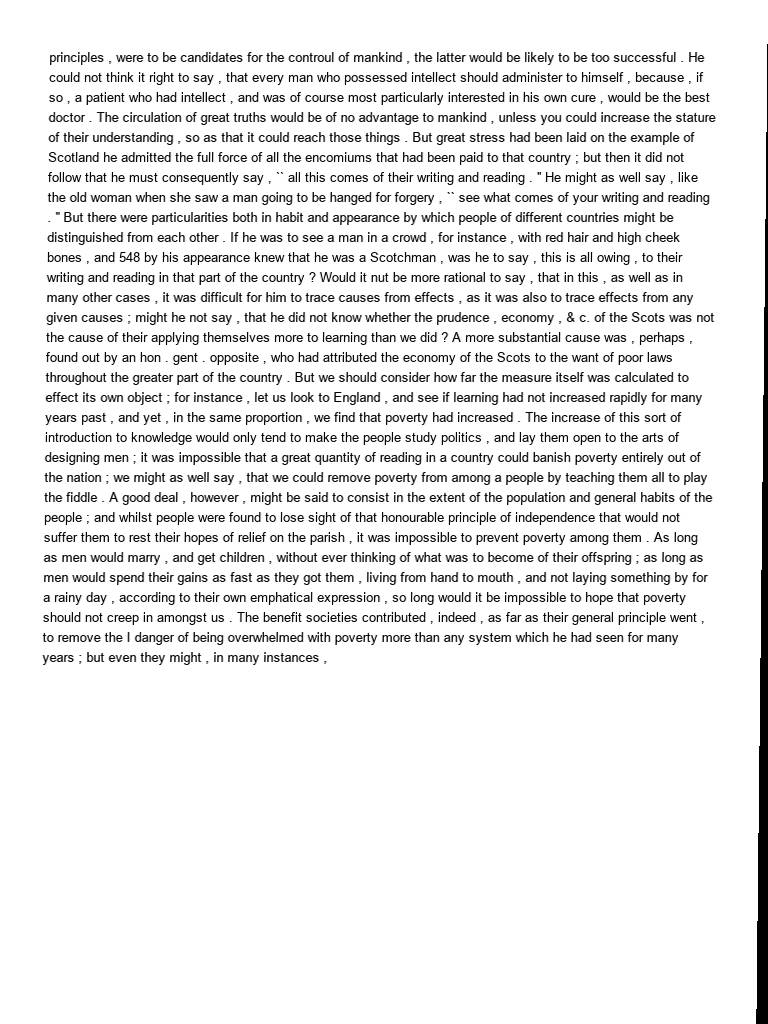 principles , were to be candidates for the controul of mankind , the latter would be likely to be too successful . He
could not think it right to say , that every man who possessed intellect should administer to himself , because , if
so , a patient who had intellect , and was of course most particularly interested in his own cure , would be the best
doctor . The circulation of great truths would be of no advantage to mankind , unless you could increase the stature
of their understanding , so as that it could reach those things . But great stress had been laid on the example of
Scotland he admitted the full force of all the encomiums that had been paid to that country ; but then it did not
follow that he must consequently say , `` all this comes of their writing and reading . " He might as well say , like
the old woman when she saw a man going to be hanged for forgery , `` see what comes of your writing and reading
. " But there were particularities both in habit and appearance by which people of different countries might be
distinguished from each other . If he was to see a man in a crowd , for instance , with red hair and high cheek
bones , and 548 by his appearance knew that he was a Scotchman , was he to say , this is all owing , to their
writing and reading in that part of the country ? Would it nut be more rational to say , that in this , as well as in
many other cases , it was difficult for him to trace causes from effects , as it was also to trace effects from any
given causes ; might he not say , that he did not know whether the prudence , economy , & c. of the Scots was not
the cause of their applying themselves more to learning than we did ? A more substantial cause was , perhaps ,
found out by an hon . gent . opposite , who had attributed the economy of the Scots to the want of poor laws
throughout the greater part of the country . But we should consider how far the measure itself was calculated to
effect its own object ; for instance , let us look to England , and see if learning had not increased rapidly for many
years past , and yet , in the same proportion , we find that poverty had increased . The increase of this sort of
introduction to knowledge would only tend to make the people study politics , and lay them open to the arts of
designing men ; it was impossible that a great quantity of reading in a country could banish poverty entirely out of
the nation ; we might as well say , that we could remove poverty from among a people by teaching them all to play
the fiddle . A good deal , however , might be said to consist in the extent of the population and general habits of the
people ; and whilst people were found to lose sight of that honourable principle of independence that would not
suffer them to rest their hopes of relief on the parish , it was impossible to prevent poverty among them . As long
as men would marry , and get children , without ever thinking of what was to become of their offspring ; as long as
men would spend their gains as fast as they got them , living from hand to mouth , and not laying something by for
a rainy day , according to their own emphatical expression , so long would it be impossible to hope that poverty
should not creep in amongst us . The benefit societies contributed , indeed , as far as their general principle went ,
to remove the I danger of being overwhelmed with poverty more than any system which he had seen for many
years ; but even they might , in many instances ,